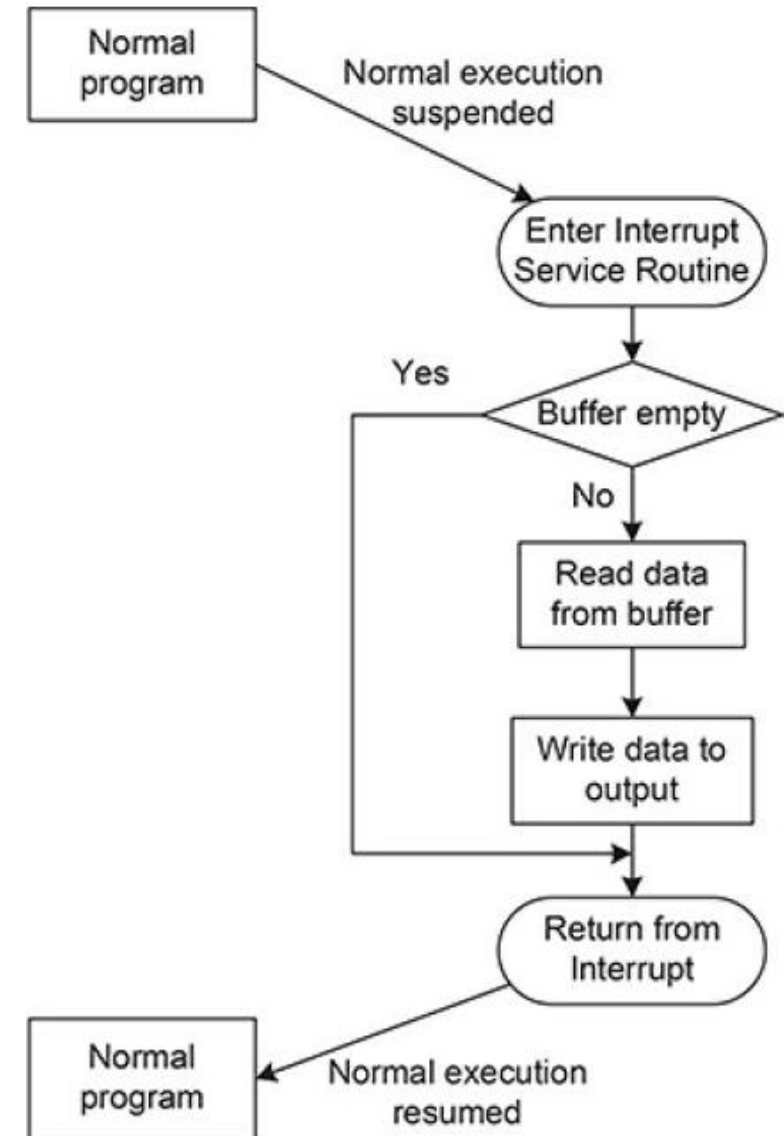 Normal
program
Normal execution
suspended
Enter Interrupt
Service Routine
Yes
Buffer empty
No
Read data
from buffer
Write data to
output
Return from
Interrupt
Normal
program
Normal execution
resumed